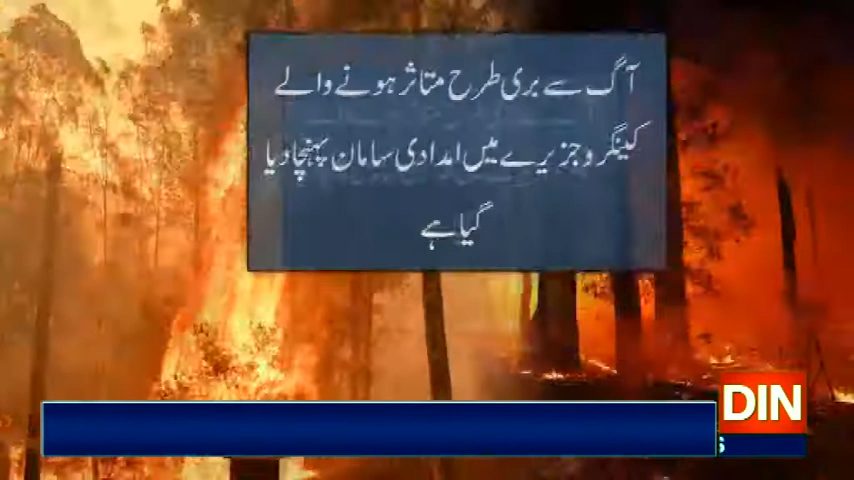 آگ سے بری طرح متاثر ہونے والے
کینگرو جزیرے میں امدادی سامان پہنچا دیا
گیا ہے
DIN
S